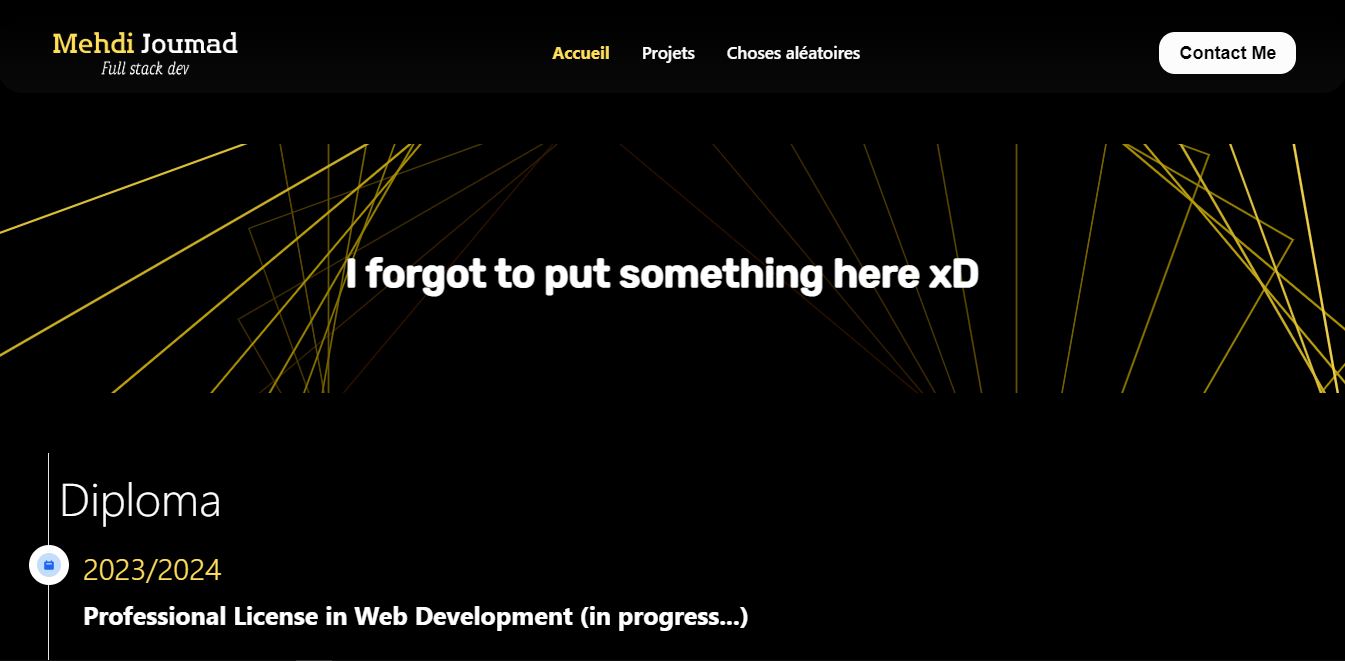 Mehdi Joumad
Full stack dev
Accueil
Projets
Choses aléatoires
Contact Me
I forgot to put something here xD
Diploma
2023/2024
Professional License in Web Development (in progress...)